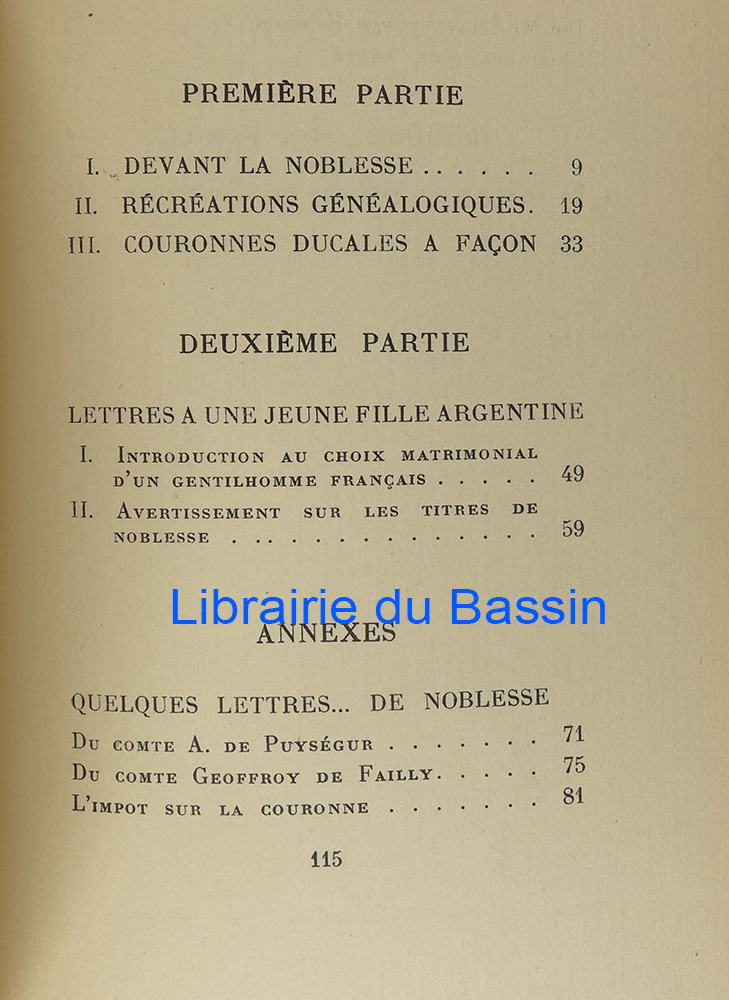 PREMIÈRE PARTIE
I. DEVANT LA NOBLESSE . . . . . . 9
II. RÉCRÉATIONS GÉNÉALOGIQUES. 19
III. COURONNES DUCALES A FAÇON 33
DEUXIÈME PARTIE
LETTRES A UNE JEUNE FILLE ARGENTINE
I. INTRODUCTION AU CHOIX MATRIMONIAL
D'UN GENTILHOMME FRANÇAIS . . . . . 49
II. AVERTISSEMENT SUR LES TITRES DE
NOBLESSE . . . . . . . . . . . . . 59
Librairie du Bassin
ANNEXES
QUELQUES LETTRES... DE NOBLESSE
DU COMTE A. DE PUYSÉGUR . . . . . . . 71
DU COMTE GEOFFROY DE FAILLY. . . . . 75
L'IMPOT SUR LA COURONNE . . . . . . . 81
115